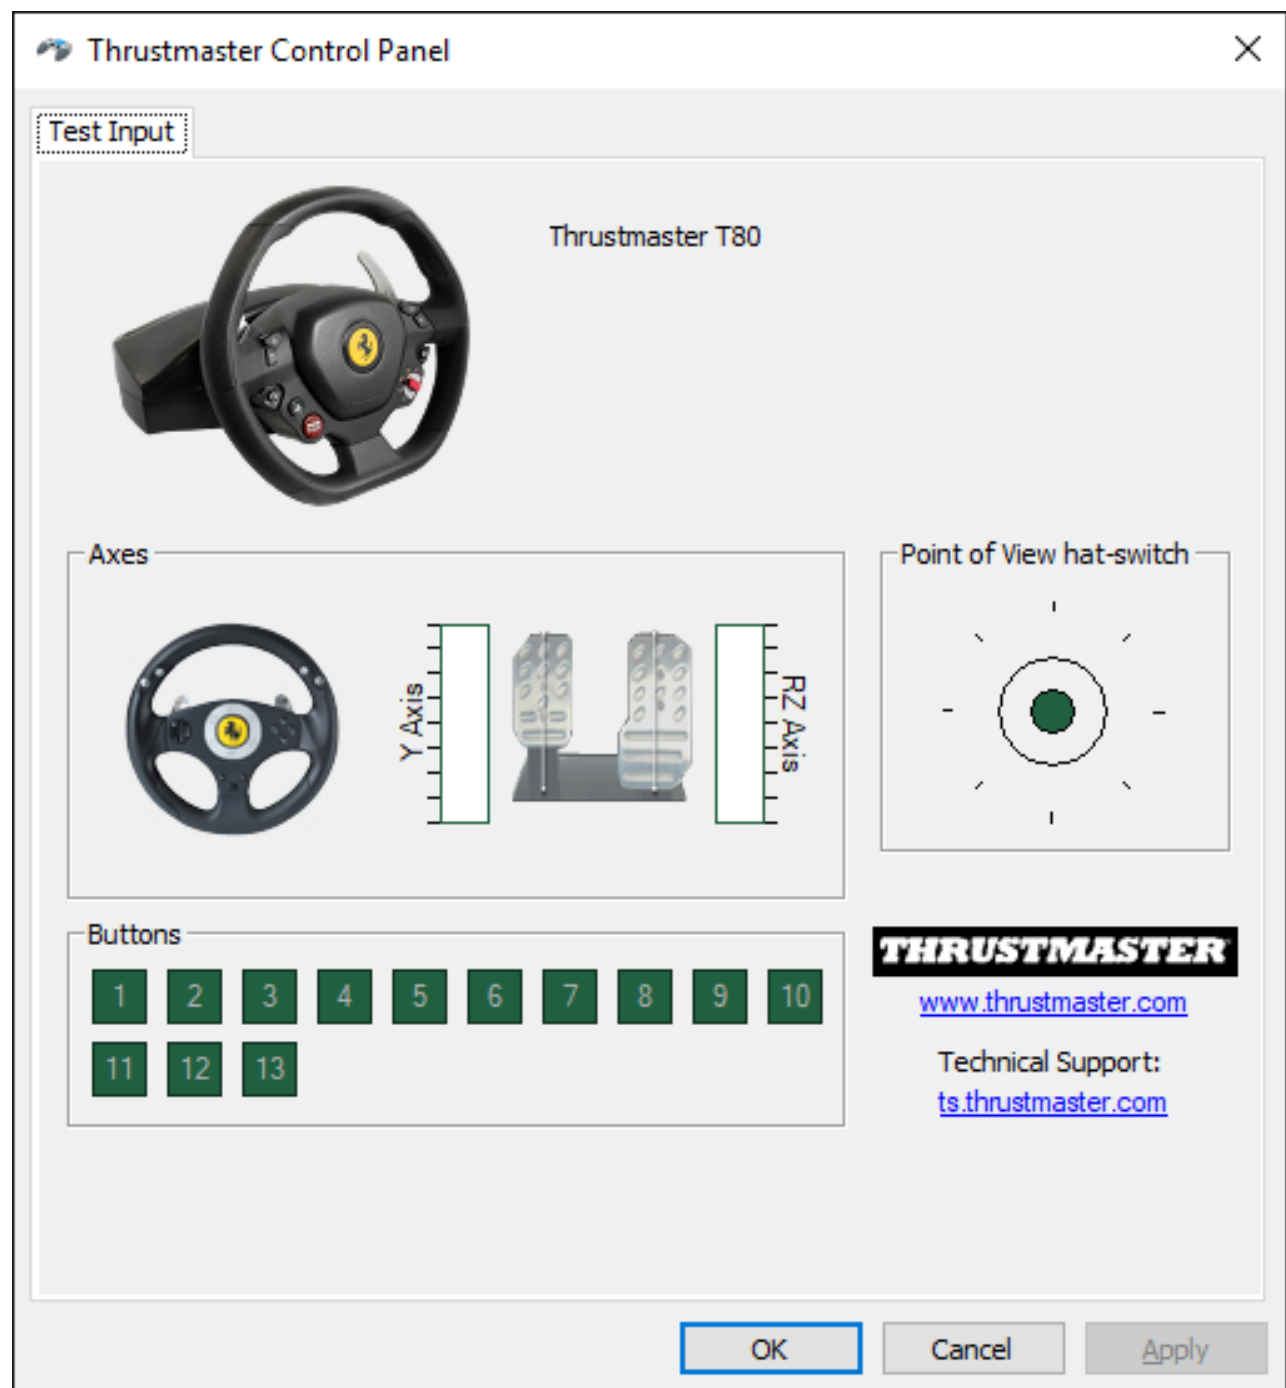 Thrustmaster Control Panel
Test Input
Thrustmaster T80
Axes
Y Axis
RZ Axis
Point of View hat-switch
Buttons
1 2 3 4 5 6 7 8 9 10
11 12 13
THRUSTMASTER
www.thrustmaster.com
Technical Support:
ts.thrustmaster.com
OK Cancel Apply